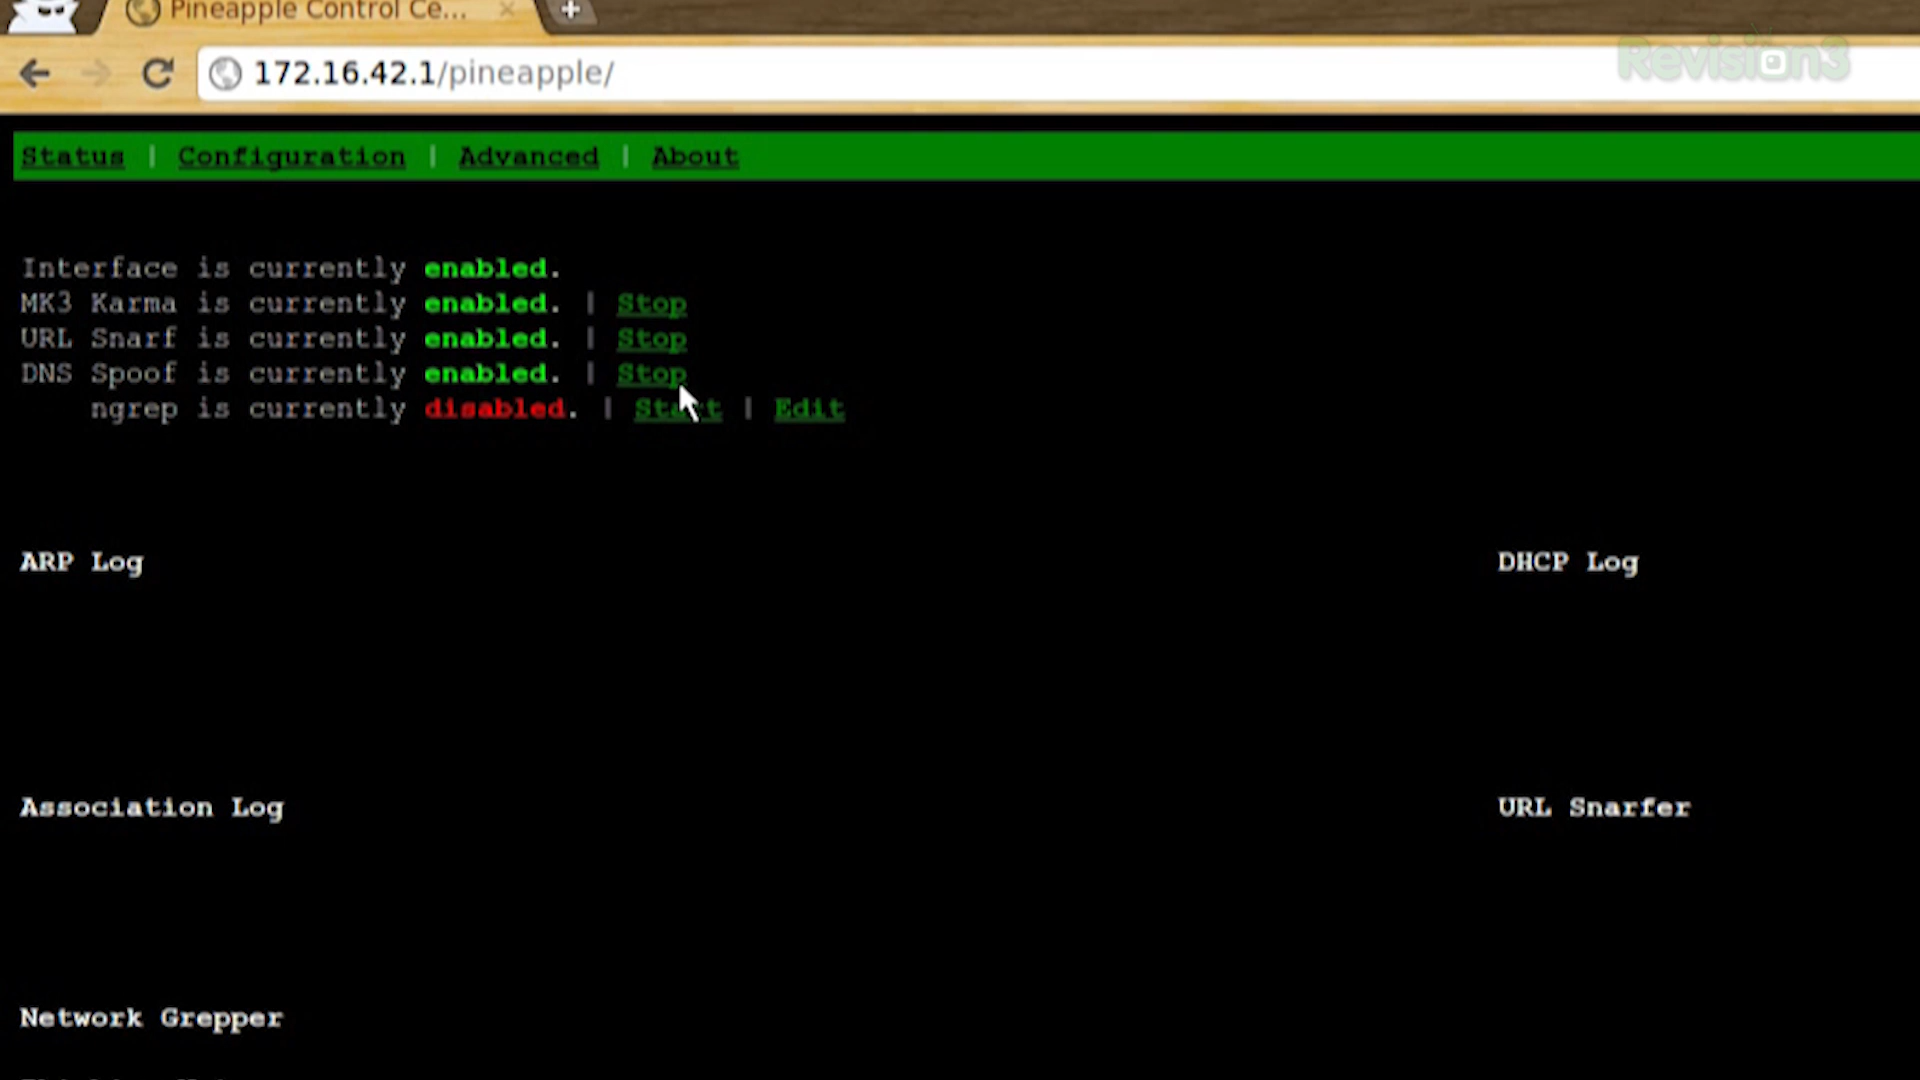 Pineapple Control Ce...
172.16.42.1/pineapple/
Revision3
Status | Configuration | Advanced | About
Interface is currently enabled.
MK3 Karma is currently enabled. | Stop
URL Snarf is currently enabled. | Stop
DNS Spoof is currently enabled. | Stop
ngrep is currently disabled. | Start | Edit
ARP Log
DHCP Log
Association Log
URL Snarfer
Network Grepper